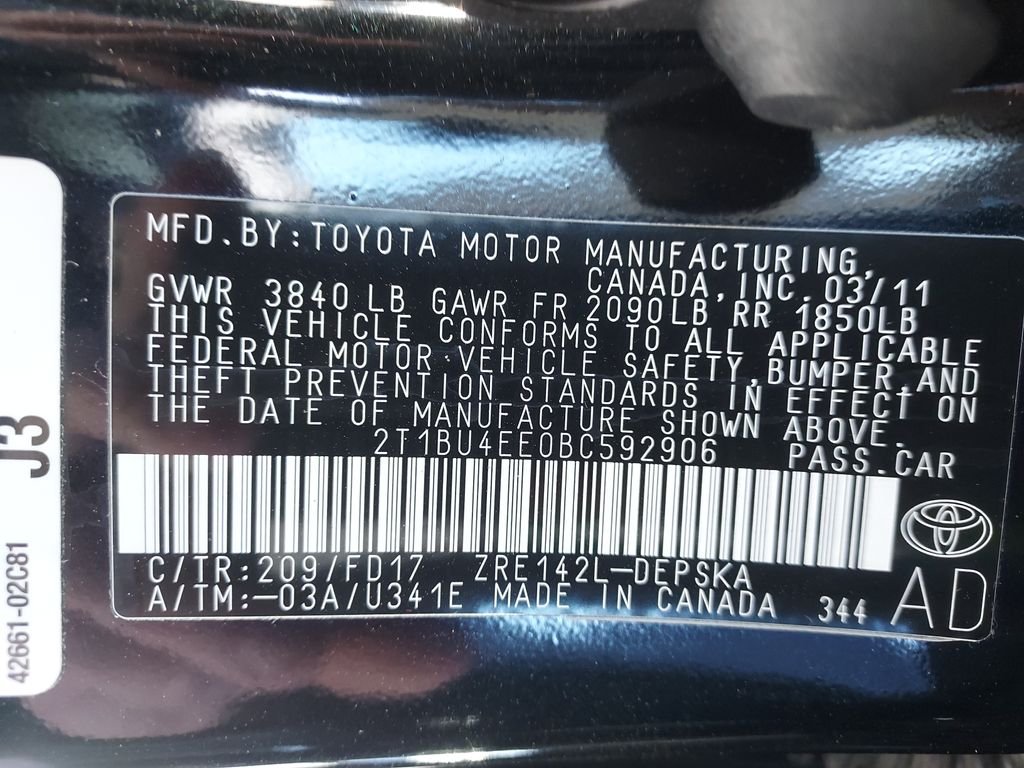 MFD.BY:TOYOTA MOTOR MANUFACTURING,
CANADA, INC. 03/11
GVWR 3840 LB GAWR FR 2090LB RR 1850LB
THIS VEHICLE CONFORMS TO ALL APPLICABLE
FEDERAL MOTOR VEHICLE SAFETY, BUMPER, AND
THEFT PREVENTION STANDARDS IN EFFECT ON
THE DATE OF MANUFACTURE SHOWN ABOVE.
2T1BU4EE0BC592906 PASS.CAR
C/TR:209/FD17 ZRE142L-DEPSKA
A/TM:-03A/U341E MADE IN CANADA 344 AD
J3
42661-02C81